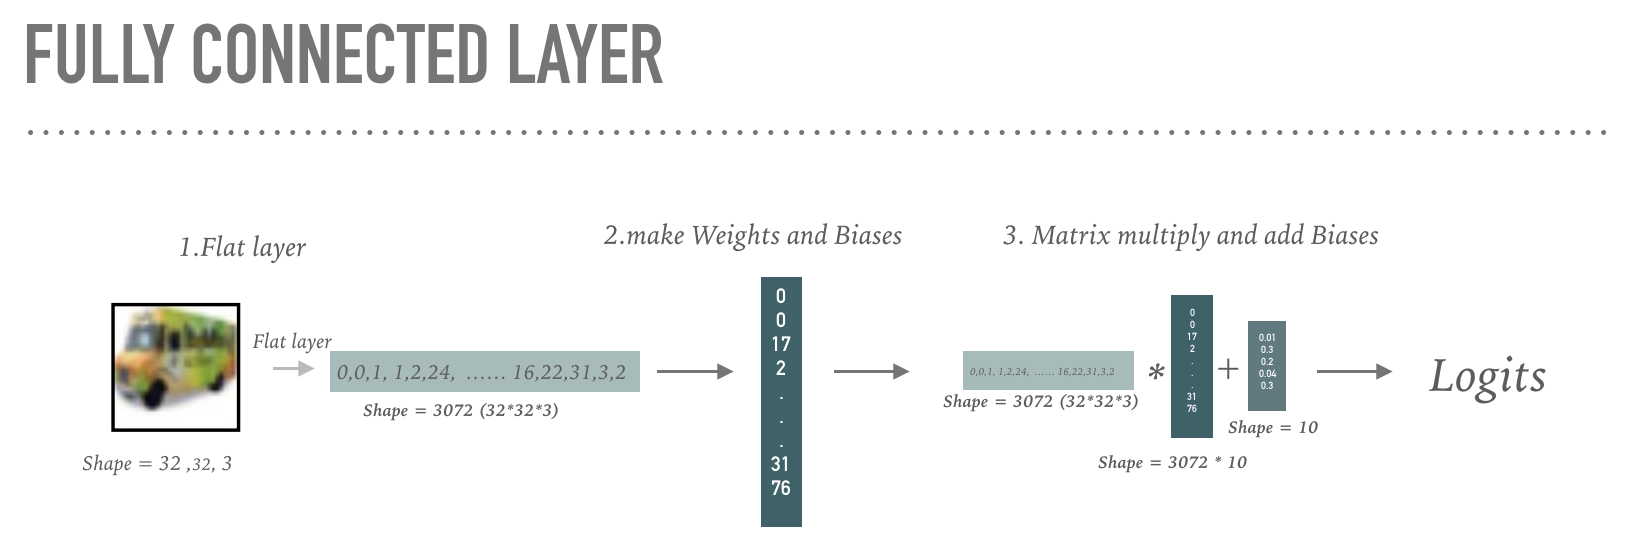 FULLY CONNECTED LAYER
1.Flat layer
Flat layer
0,0,1, 1,2,24, ...... 16,22,31,3,2
Shape = 3072 (32*32*3)
Shape = 32 ,32, 3
2.make Weights and Biases
0
0
17
2
.
.
.
31
76
3. Matrix multiply and add Biases
0,0,1, 1,2,24, ...... 16,22,31,3,2
Shape = 3072 (32*32*3)
*
0
0
17
2
.
.
.
31
76
Shape = 3072 * 10
+
0.01
0.3
0.2
0.04
0.3
Shape = 10
Logits